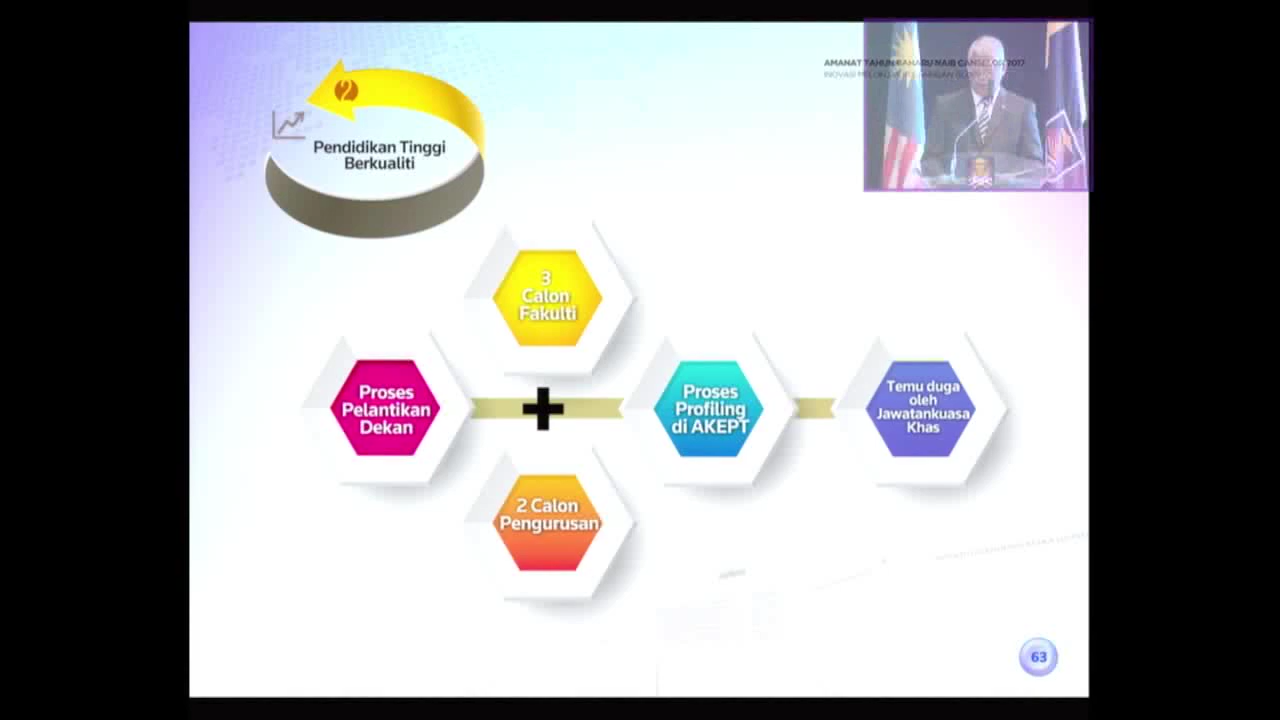 AMANAT TAHUN BAHARU NAIB CANSELOR 2017
2
Pendidikan Tinggi
Berkualiti
3
Calon
Fakulti
Proses
Pelantikan
Dekan
+
Proses
Profiling
di AKEPT
Temu duga
oleh
Jawatankuasa
Khas
2 Calon
Pengurusan
63